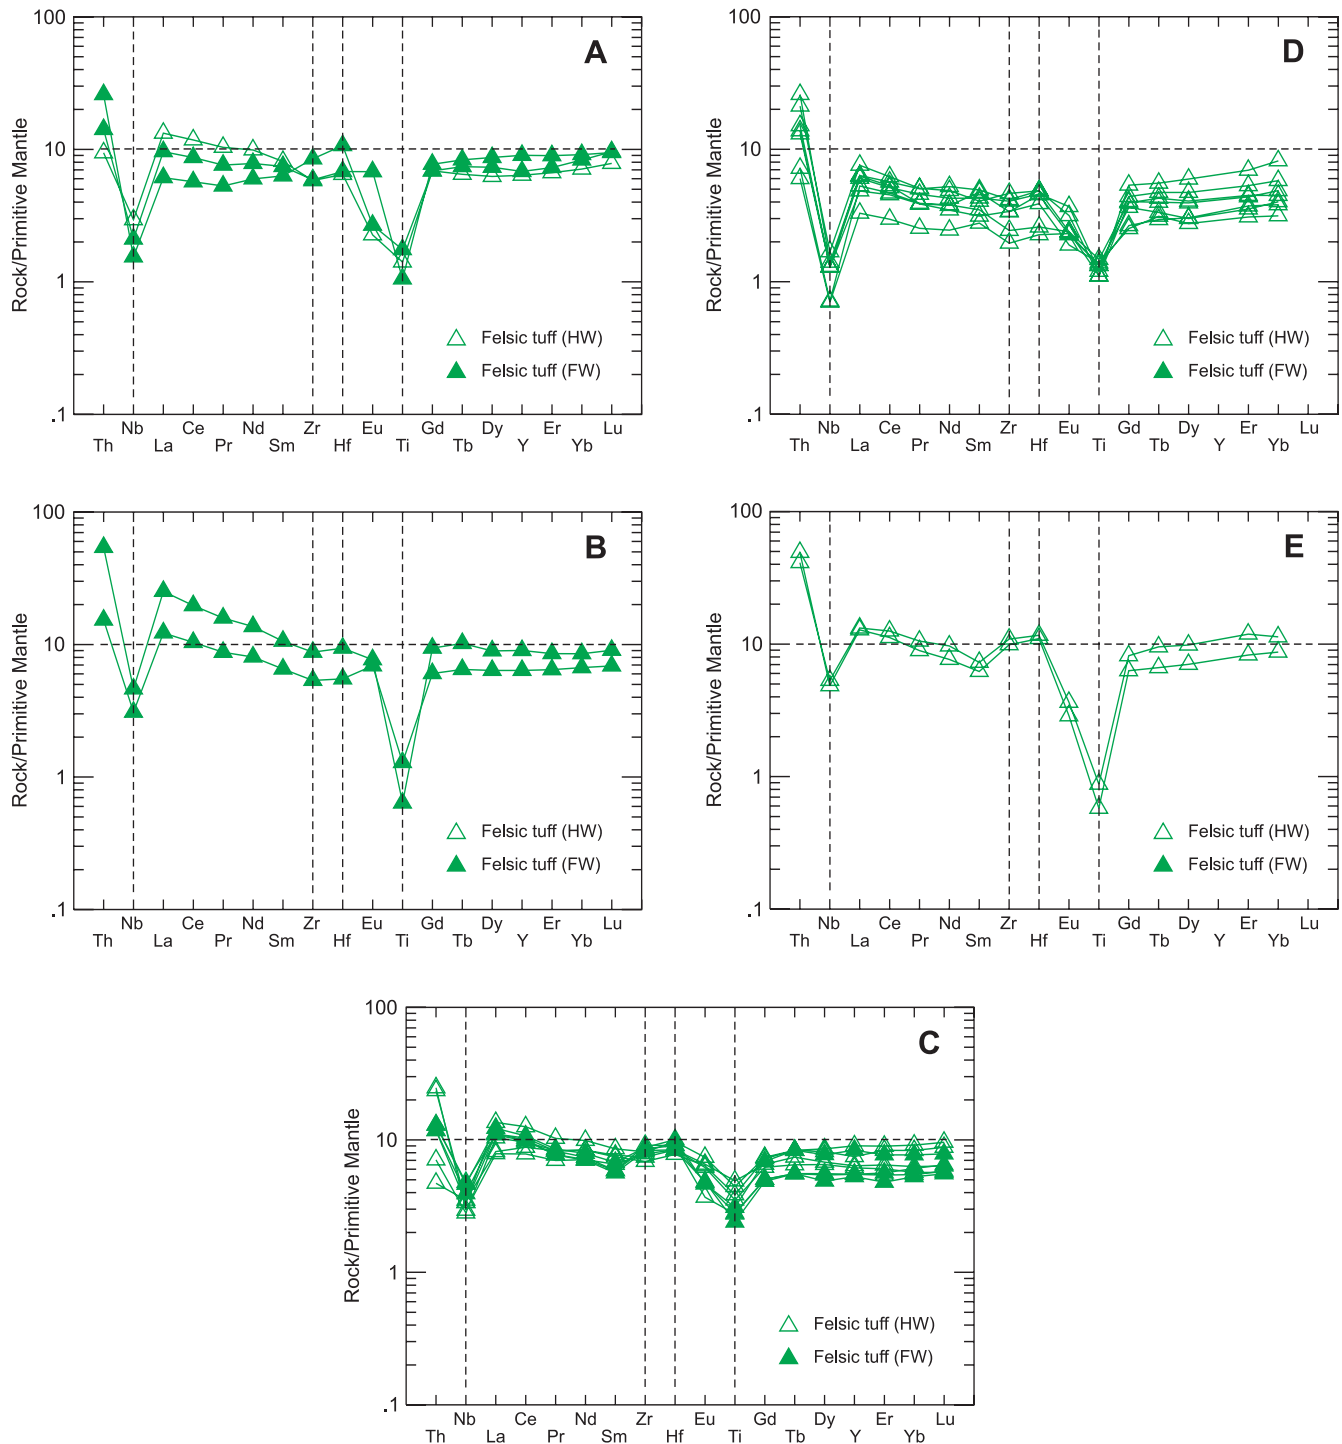 100
10
1
.1
Rock/Primitive Mantle
A
Felsic tuff (HW)
Felsic tuff (FW)
Nb Ce Nd Zr Eu Gd Dy Er Lu
Th La Pr Sm Hf Ti Tb Y Yb
100
10
1
.1
Rock/Primitive Mantle
D
Felsic tuff (HW)
Felsic tuff (FW)
Nb Ce Nd Zr Eu Gd Dy Er Lu
Th La Pr Sm Hf Ti Tb Y Yb
100
10
1
.1
Rock/Primitive Mantle
B
Felsic tuff (HW)
Felsic tuff (FW)
Nb Ce Nd Zr Eu Gd Dy Er Lu
Th La Pr Sm Hf Ti Tb Y Yb
100
10
1
.1
Rock/Primitive Mantle
E
Felsic tuff (HW)
Felsic tuff (FW)
Nb Ce Nd Zr Eu Gd Dy Er Lu
Th La Pr Sm Hf Ti Tb Y Yb
100
10
1
.1
Rock/Primitive Mantle
C
Felsic tuff (HW)
Felsic tuff (FW)
Nb Ce Nd Zr Eu Gd Dy Er Lu
Th La Pr Sm Hf Ti Tb Y Yb